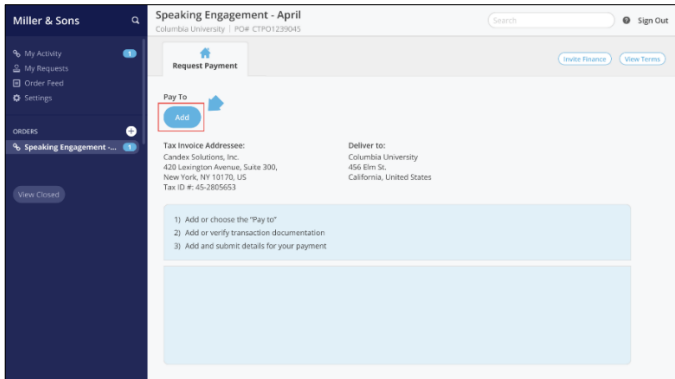 Miller & Sons
My Activity 1
My Requests
Order Feed
Settings
ORDERS
Speaking Engagement -... 1
View Closed
Speaking Engagement - April
Columbia University | PO# CTPO1239045
Search
Sign Out
Request Payment
Invite Finance
View Terms
Pay To
Add
Tax Invoice Addressee:
Candex Solutions, Inc.
420 Lexington Avenue, Suite 300,
New York, NY 10170, US
Tax ID #: 45-2805653
Deliver to:
Columbia University
456 Elm St.
California, United States
1) Add or choose the "Pay to"
2) Add or verify transaction documentation
3) Add and submit details for your payment